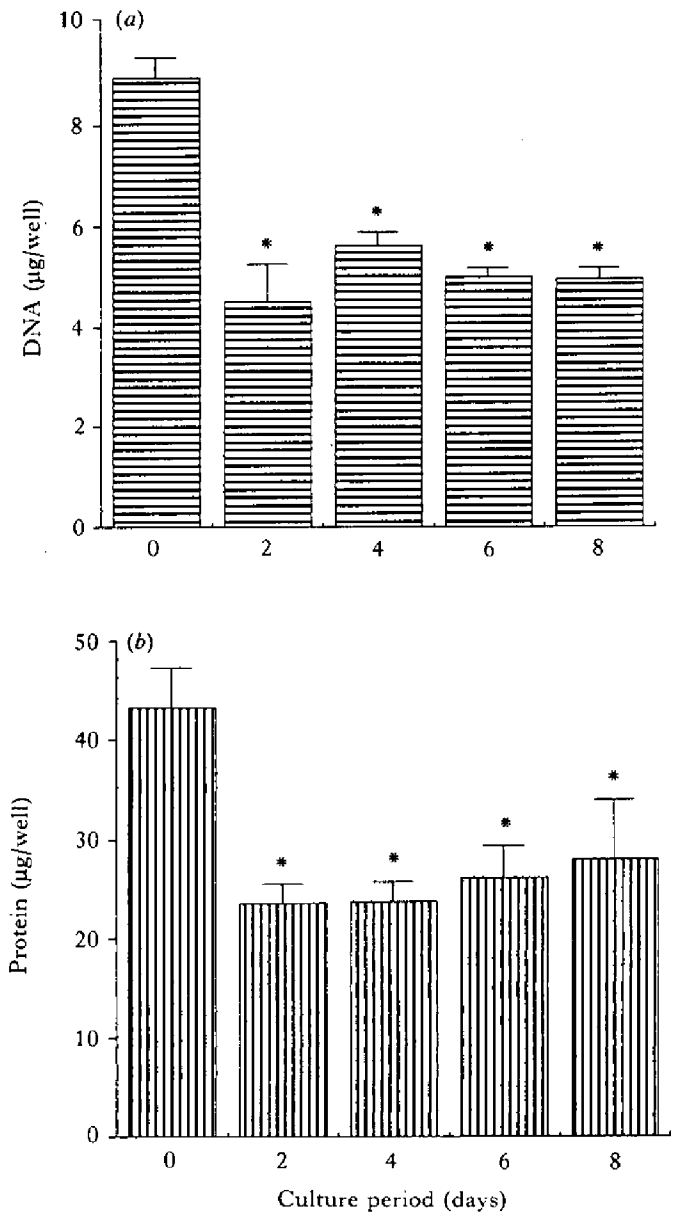 (a)
10
8
6
4
2
0
DNA (µg/well)
* * * *
0 2 4 6 8
(b)
50
40
30
20
10
0
Protein (µg/well)
* * * *
0 2 4 6 8
Culture period (days)